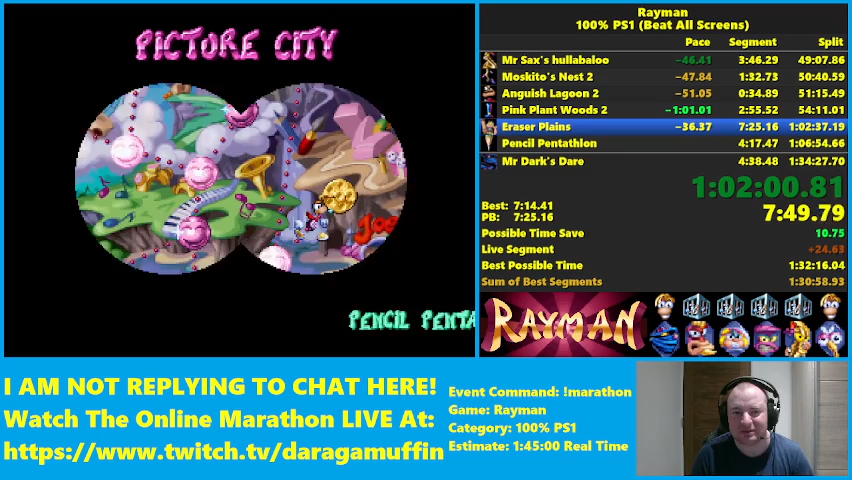 PICTURE CITY
JOE
PENCIL PENTA
Rayman
100% PS1 (Beat All Screens)
Pace Segment Split
Mr Sax's hullabaloo −46.41 3:46.29 49:07.86
Moskito's Nest 2 −47.84 1:32.73 50:40.59
Anguish Lagoon 2 −51.05 0:34.89 51:15.49
Pink Plant Woods 2 −1:01.01 2:55.52 54:11.01
Eraser Plains −36.37 7:25.16 1:02:37.19
Pencil Pentathlon 4:17.47 1:06:54.66
Mr Dark's Dare 4:38.48 1:34:27.70
1:02:00.81
Best: 7:14.41
PB: 7:25.16
7:49.79
Possible Time Save 10.75
Live Segment +24.63
Best Possible Time 1:32:16.04
Sum of Best Segments 1:30:58.93
RAYMAN
I AM NOT REPLYING TO CHAT HERE!
Watch The Online Marathon LIVE At:
https://www.twitch.tv/daragamuffin
Event Command: !marathon
Game: Rayman
Category: 100% PS1
Estimate: 1:45:00 Real Time